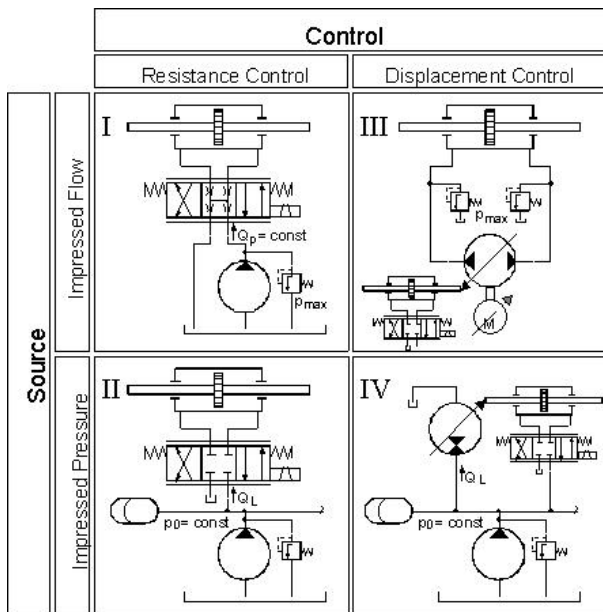 Control
Resistance Control
Displacement Control
Source
Impressed Flow
I
Qp= const
pmax
III
pmax
M
Impressed Pressure
II
QL
p0= const
IV
QL
p0= const